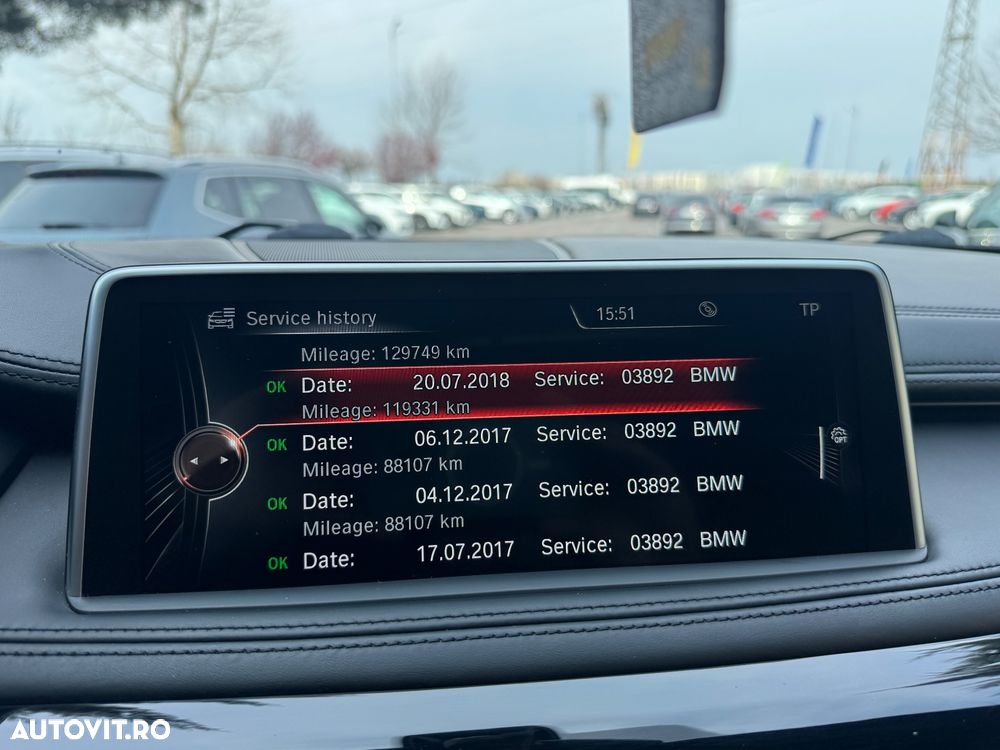 Service history 15:51 TP
Mileage: 129749 km
OK Date: 20.07.2018 Service: 03892 BMW
Mileage: 119331 km
OK Date: 06.12.2017 Service: 03892 BMW
Mileage: 88107 km
OK Date: 04.12.2017 Service: 03892 BMW
Mileage: 88107 km
OK Date: 17.07.2017 Service: 03892 BMW
OPT
AUTOVIT.RO